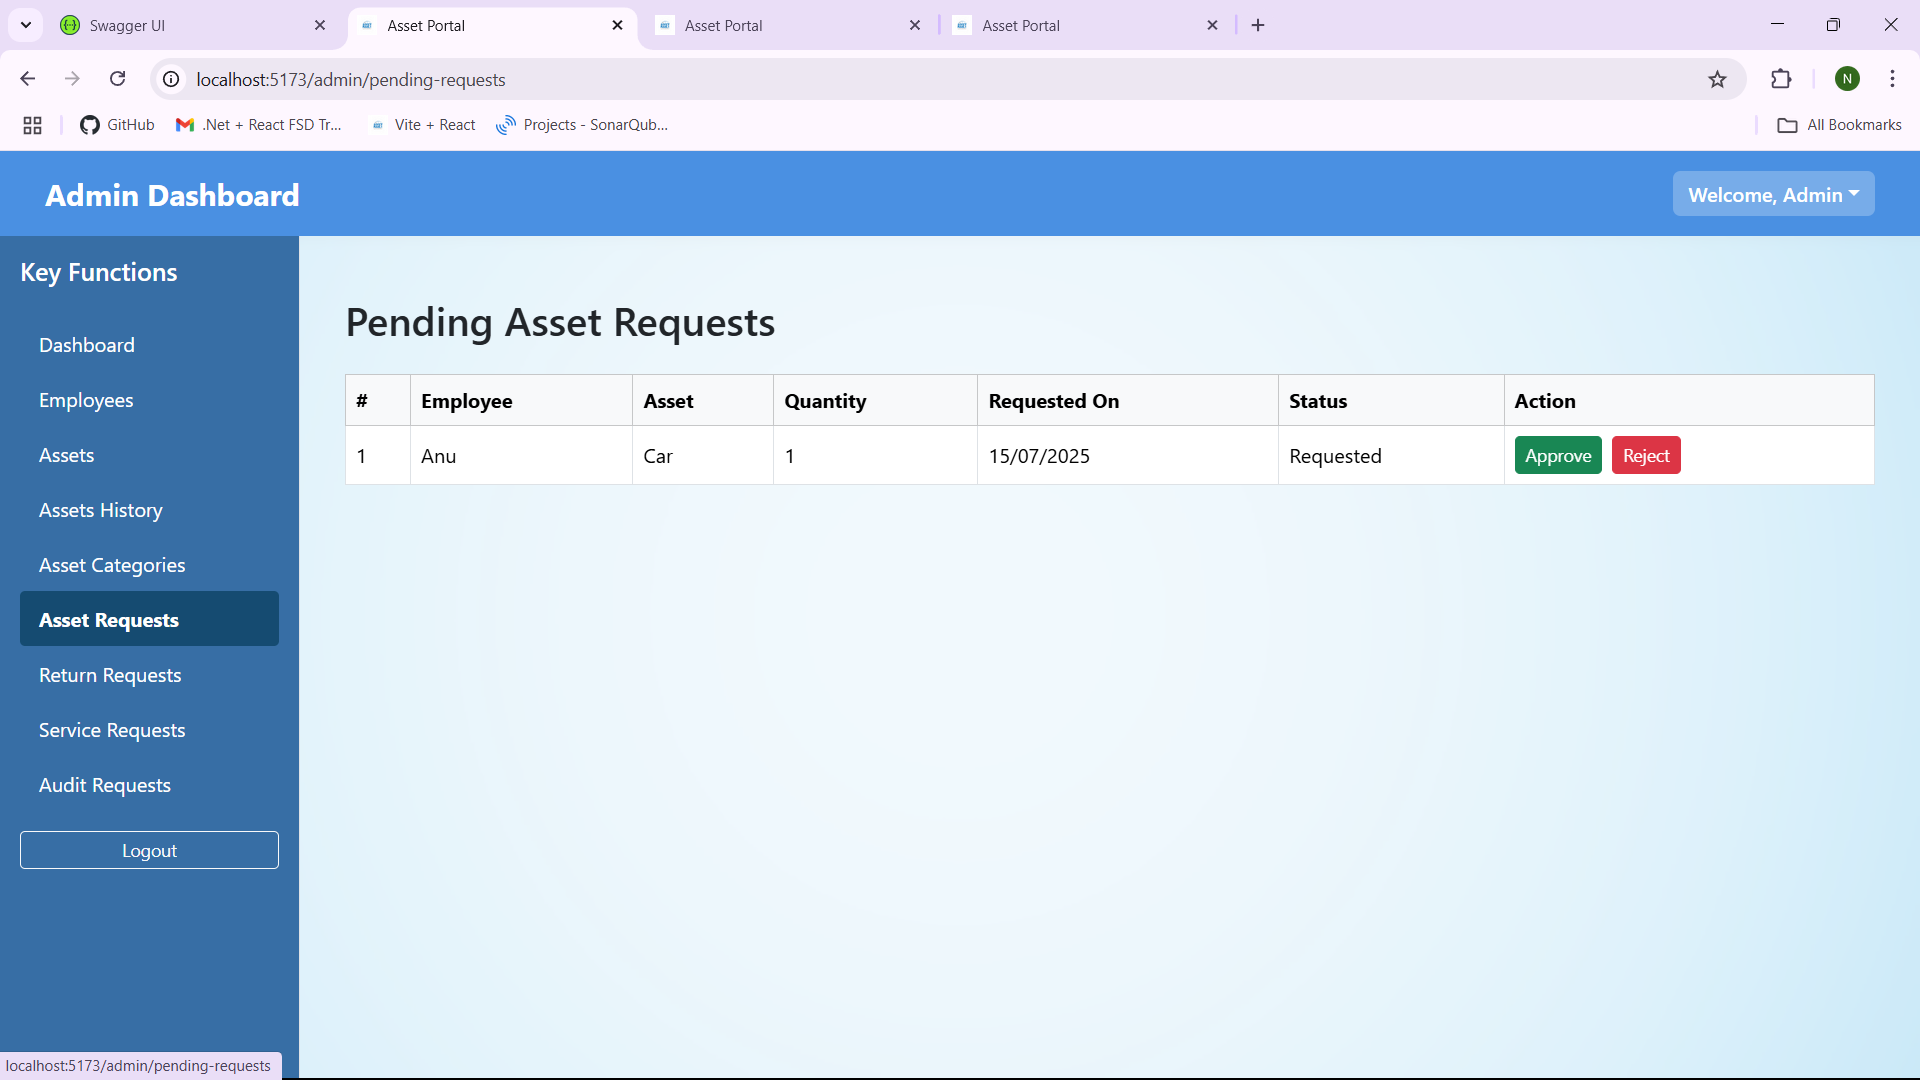 Swagger UI
Asset Portal
Asset Portal
Asset Portal
localhost:5173/admin/pending-requests
N
GitHub
.Net + React FSD Tr...
Vite + React
Projects - SonarQub...
All Bookmarks
Admin Dashboard
Welcome, Admin
Key Functions
Dashboard
Employees
Assets
Assets History
Asset Categories
Asset Requests
Return Requests
Service Requests
Audit Requests
Logout
Pending Asset Requests
# Employee Asset Quantity Requested On Status Action
1 Anu Car 1 15/07/2025 Requested Approve Reject
localhost:5173/admin/pending-requests